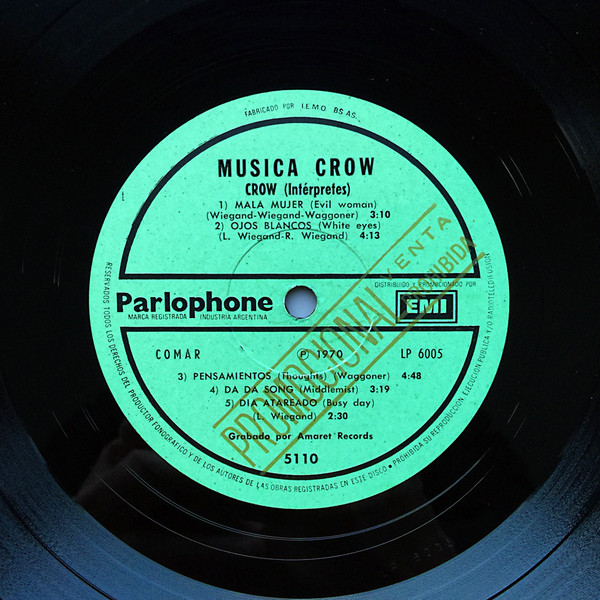 FABRICADO POR I.E.M.O. BS. AS.
MUSICA CROW
CROW (Intérpretes)
1) MALA MUJER (Evil woman)
(Wiegand-Wiegand-Waggoner) 3:10
2) OJOS BLANCOS (White eyes)
(L. Wiegand-R. Wiegand) 4:13
DISTRIBUIDO Y PROMOCIONADO POR
Parlophone
EMI
MARCA REGISTRADA INDUSTRIA ARGENTINA
COMAR ℗ 1970 LP 6005
3) PENSAMIENTOS (Thoughts) (Waggoner) 4:48
4) DA DA SONG (Middlemist) 3:19
5) DIA ATAREADO (Busy day)
(L. Wiegand) 2:30
Grabado por Amaret Records
5110
RESERVADOS TODOS LOS DERECHOS DEL PRODUCTOR FONOGRAFICO Y DE LOS AUTORES DE LAS OBRAS REGISTRADAS EN ESTE DISCO • PROHIBIDA SU REPRODUCCION, EJECUCION PUBLICA Y/O RADIOTELEDIFUSION
PROMOCIONAL
VENTA
PROHIBIDA